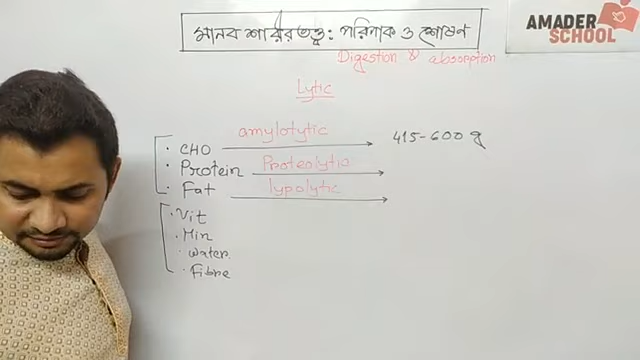 মানব শারীরতত্ত্ব: পরিপাক ও শোষণ
AMADER
SCHOOL
Digestion & absorption
Lytic
· CHO amylolytic 415-600 g
· Protein Proteolytic
· Fat lypolytic
· Vit
· Min
· Water
· Fibre